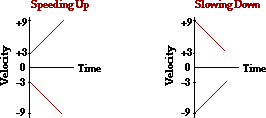 Speeding Up
+9
+3
0
-3
-9
Velocity
Time
Slowing Down
+9
+3
0
-3
-9
Velocity
Time